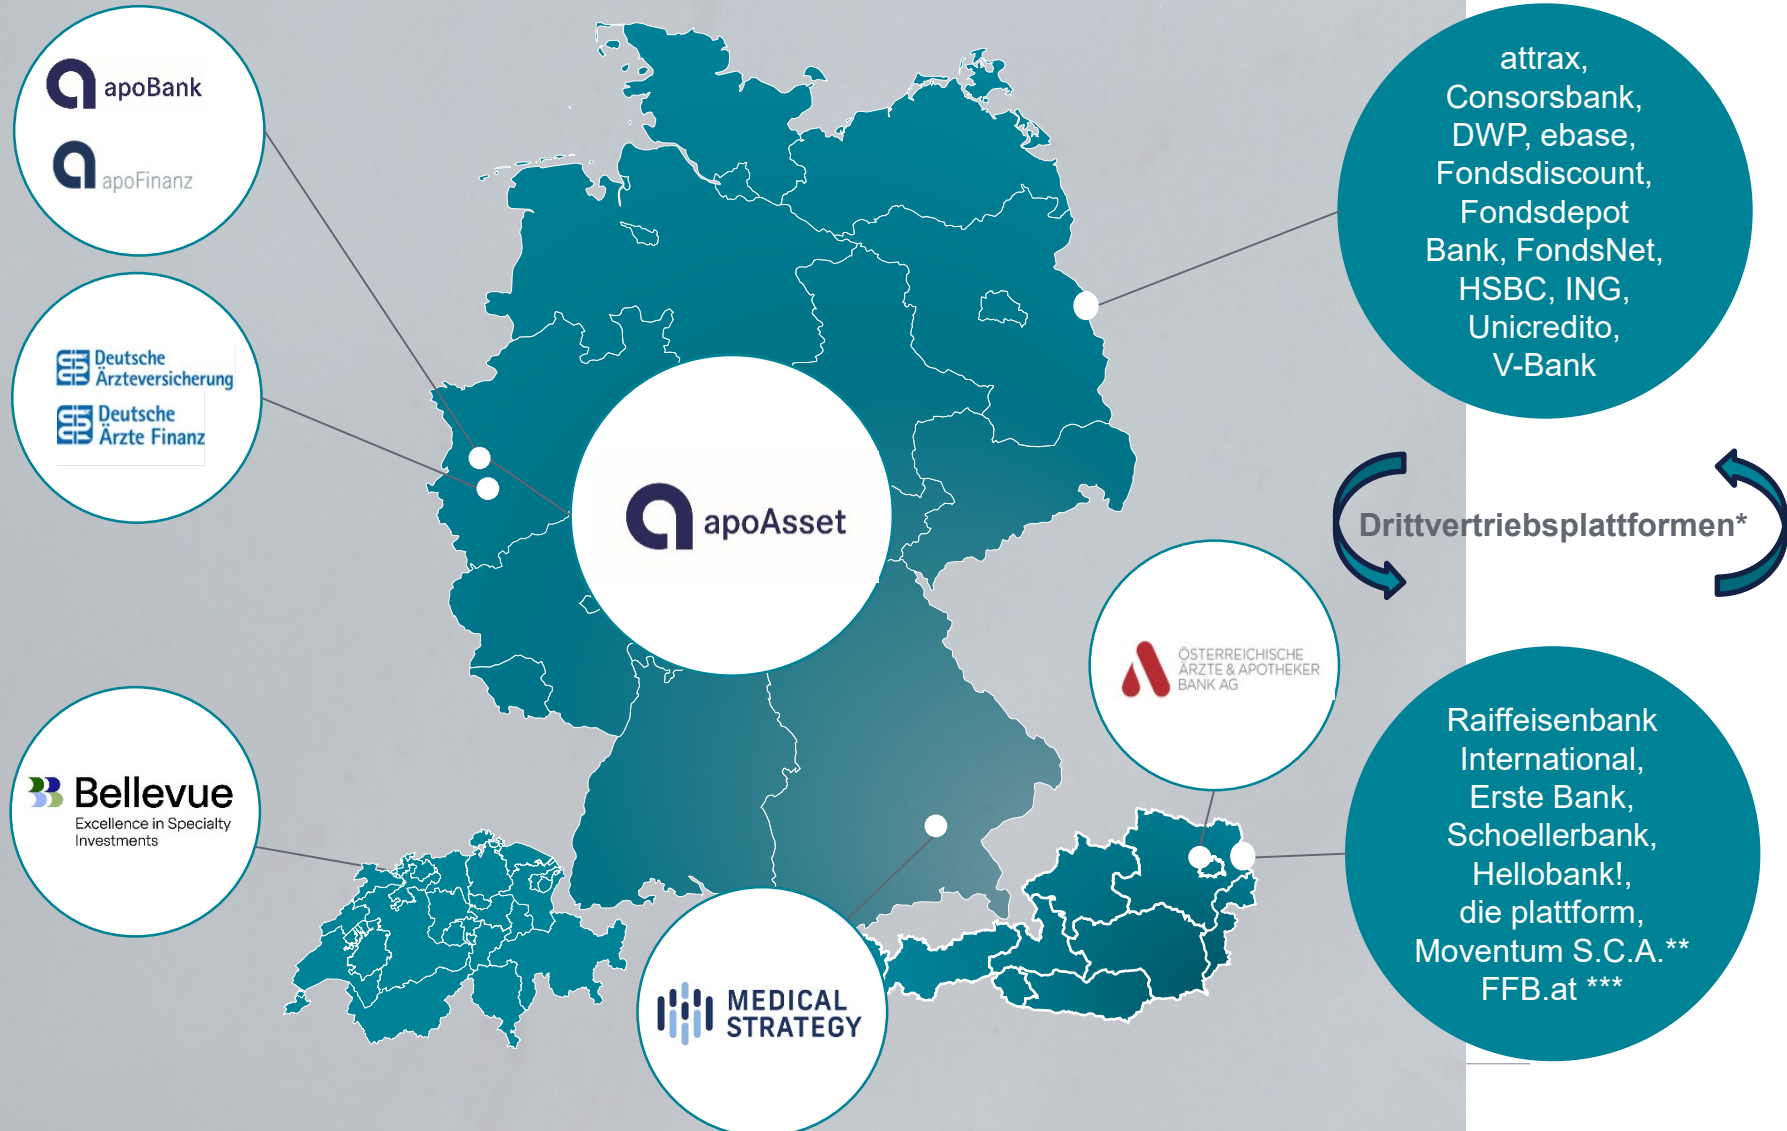 apoBank
apoFinanz
Deutsche
Ärzteversicherung
Deutsche
Ärzte Finanz
attrax,
Consorsbank,
DWP, ebase,
Fondsdiscount,
Fondsdepot
Bank, FondsNet,
HSBC, ING,
Unicredito,
V-Bank
apoAsset
Drittvertriebsplattformen*
ÖSTERREICHISCHE
ÄRZTE & APOTHEKER
BANK AG
Bellevue
Excellence in Specialty
Investments
MEDICAL
STRATEGY
Raiffeisenbank
International,
Erste Bank,
Schoellerbank,
Hellobank!,
die plattform,
Moventum S.C.A.**
FFB.at ***